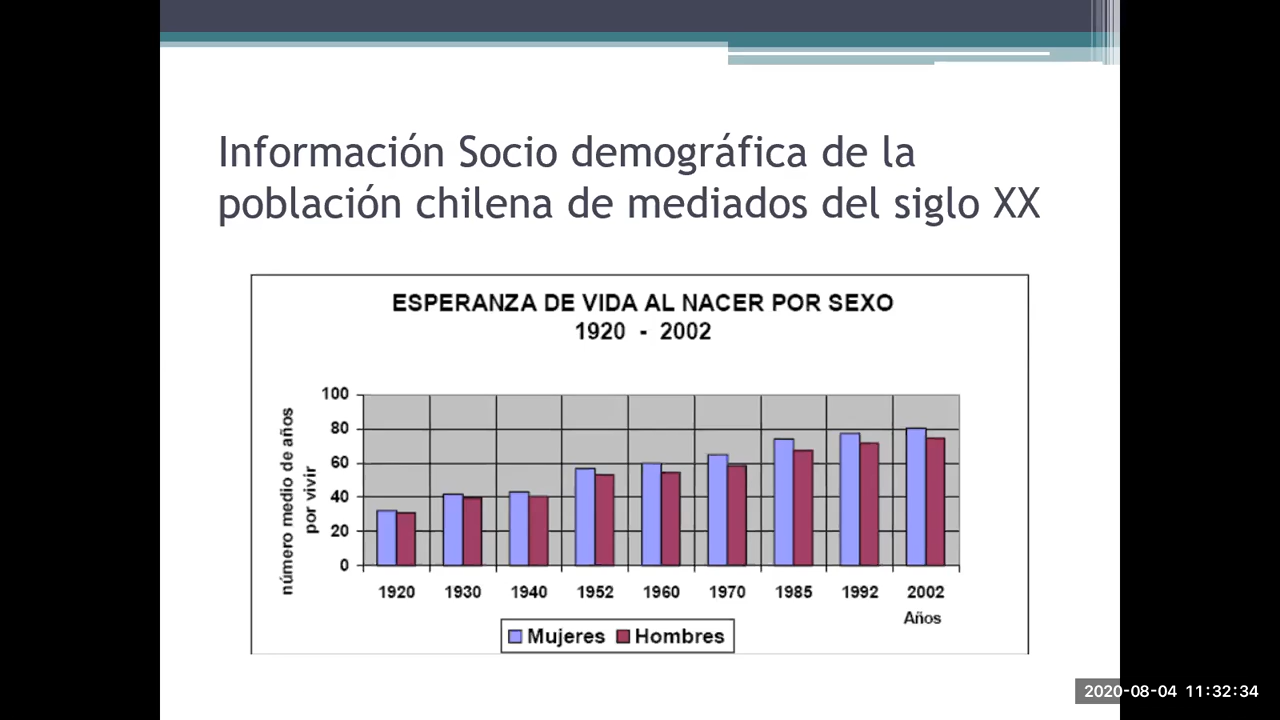 Información Socio demográfica de la
población chilena de mediados del siglo XX
ESPERANZA DE VIDA AL NACER POR SEXO
1920 - 2002
número medio de años
por vivir
100
80
60
40
20
0
1920 1930 1940 1952 1960 1970 1985 1992 2002
Años
Mujeres Hombres
2020-08-04 11:32:34